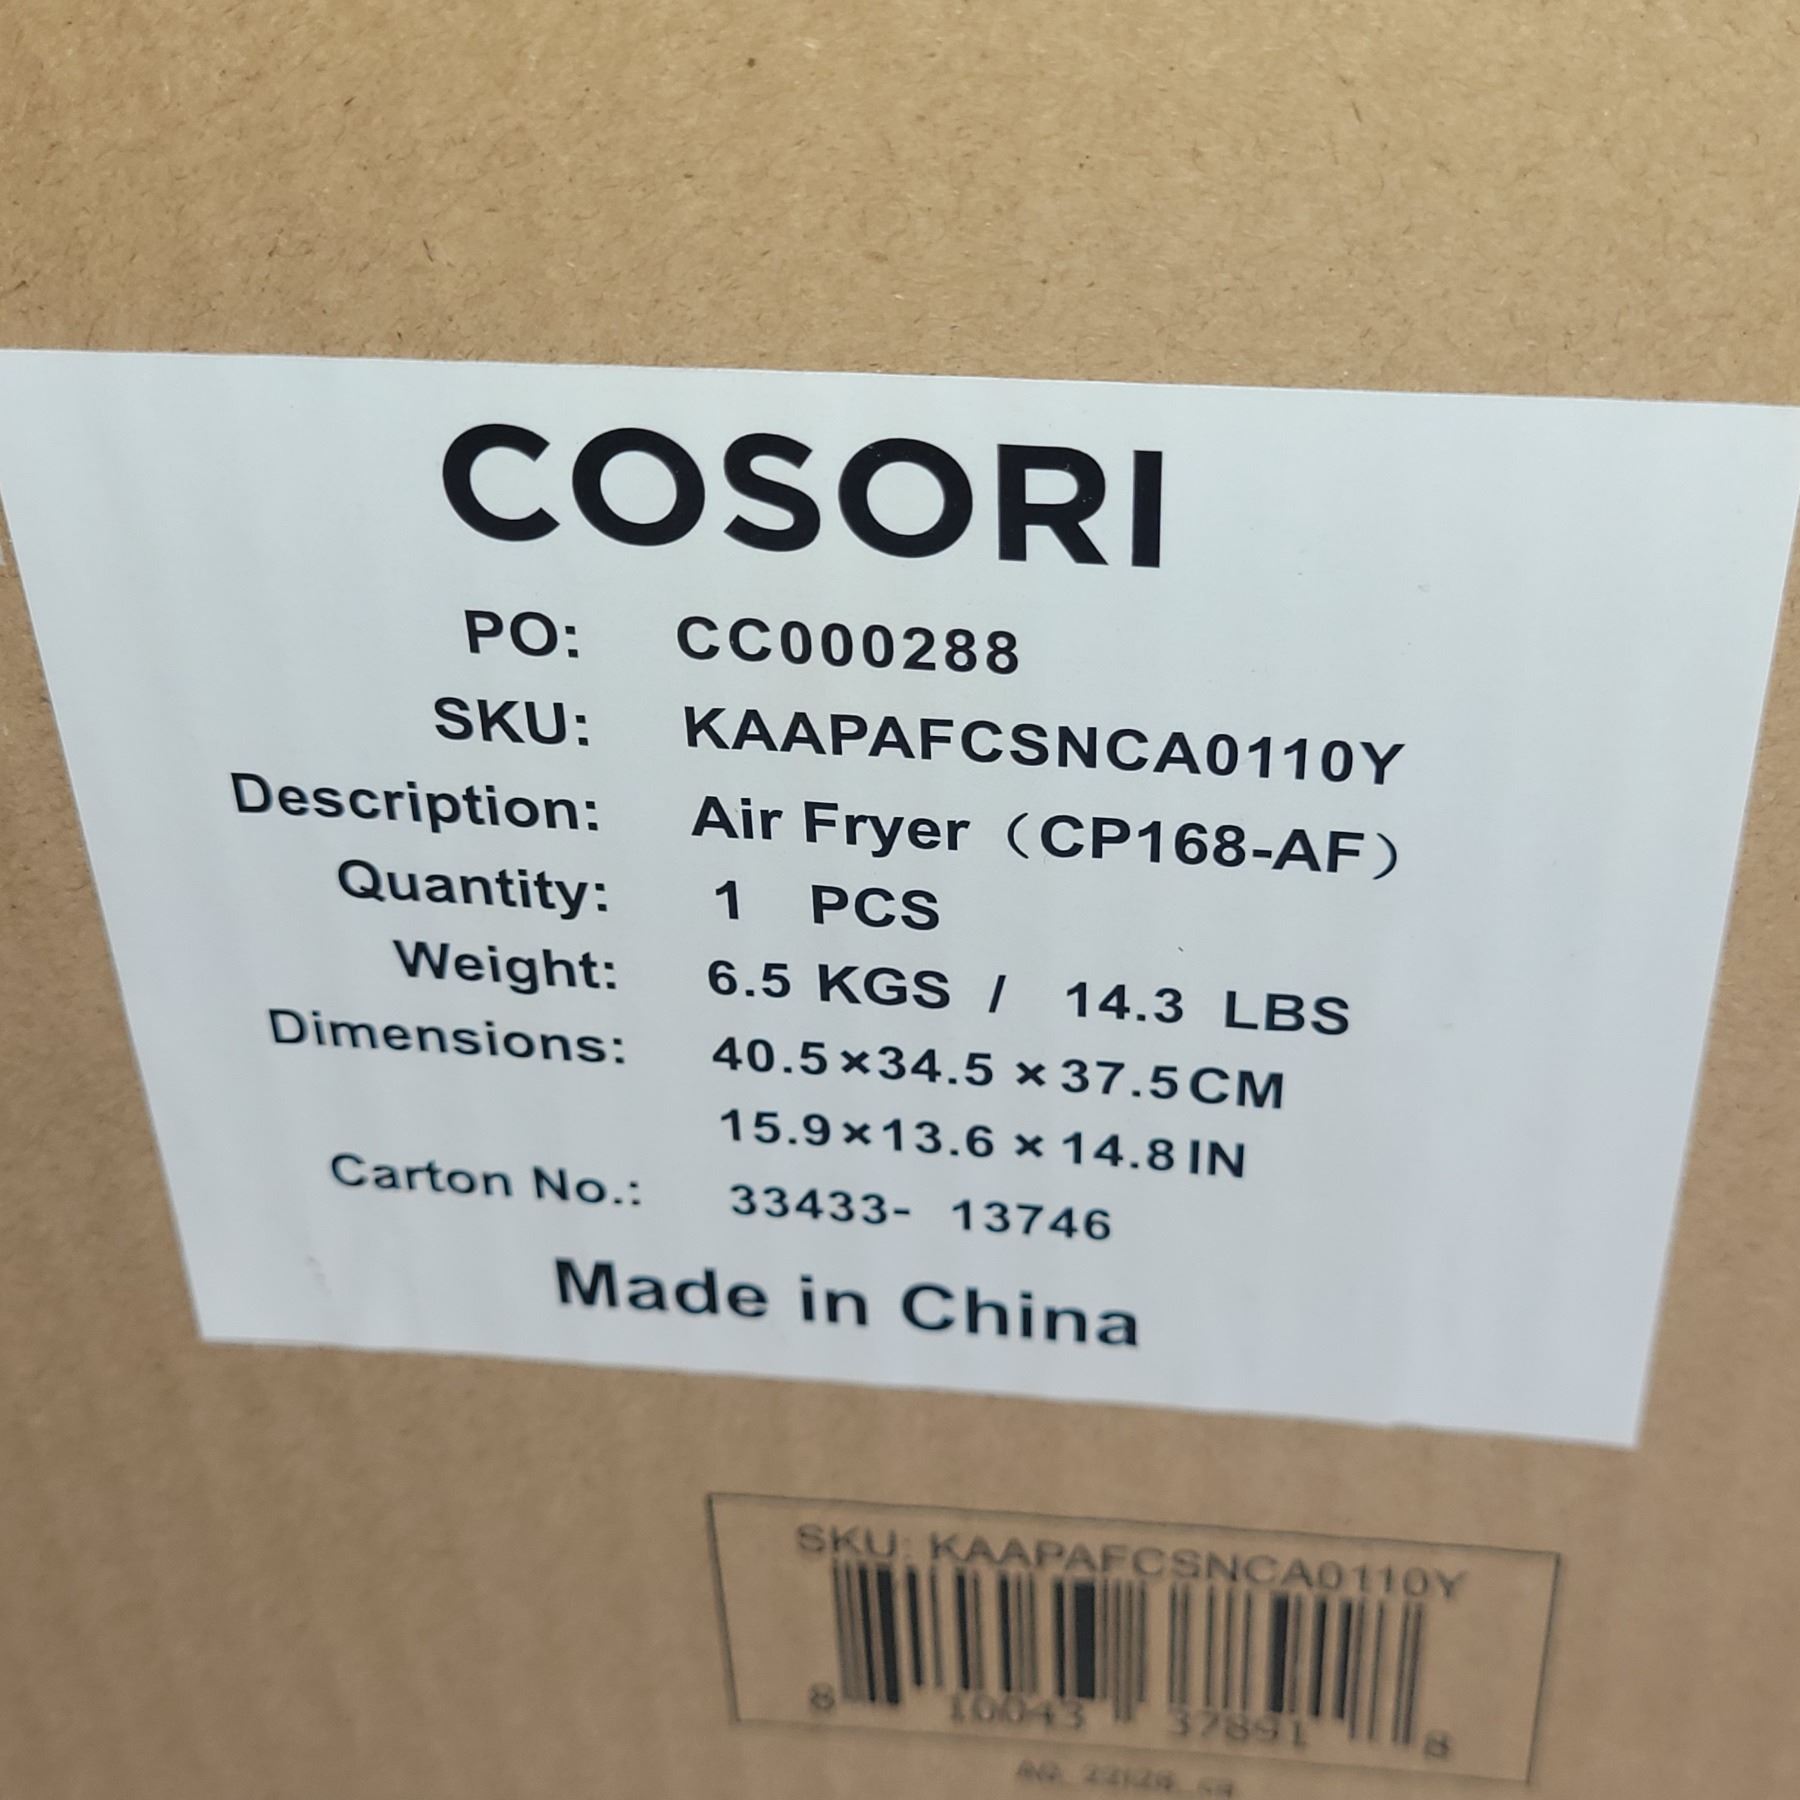 COSORI
PO: CC000288
SKU: KAAPAFCSNCA0110Y
Description: Air Fryer（CP168-AF）
Quantity: 1 PCS
Weight: 6.5 KGS / 14.3 LBS
Dimensions: 40.5×34.5×37.5CM
15.9×13.6×14.8IN
Carton No.: 33433- 13746
Made in China
SKU: KAAPAFCSNCA0110Y
8 10043 37891 8